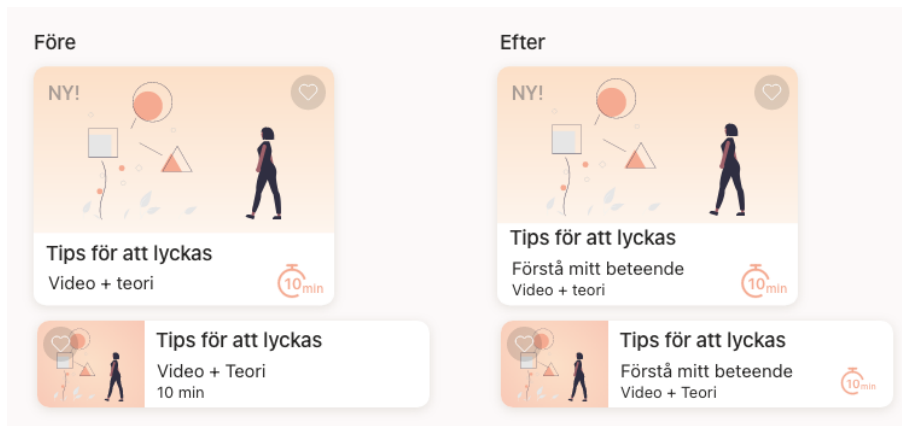 Före
NY!
Tips för att lyckas
Video + teori
10 min
Tips för att lyckas
Video + Teori
10 min
Efter
NY!
Tips för att lyckas
Förstå mitt beteende
Video + teori
10 min
Tips för att lyckas
Förstå mitt beteende
Video + Teori
10 min